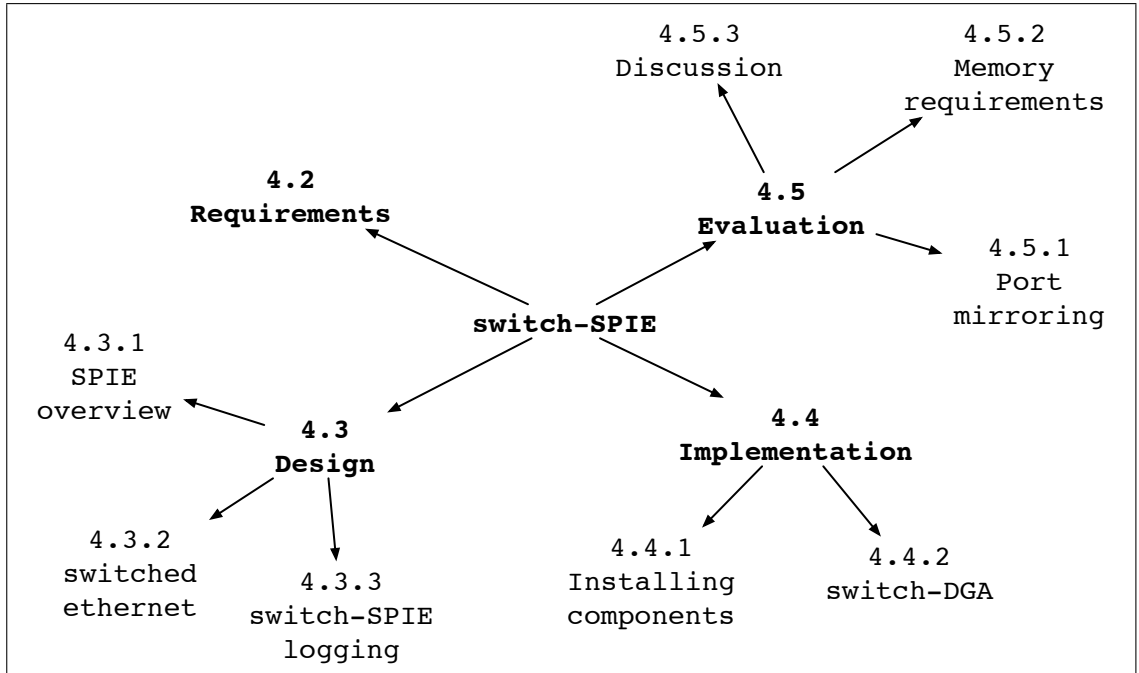 4.5.3
Discussion
4.5.2
Memory
requirements
4.2
Requirements
4.5
Evaluation
4.5.1
Port
mirroring
switch-SPIE
4.3.1
SPIE
overview
4.3
Design
4.4
Implementation
4.3.2
switched
ethernet
4.3.3
switch-SPIE
logging
4.4.1
Installing
components
4.4.2
switch-DGA